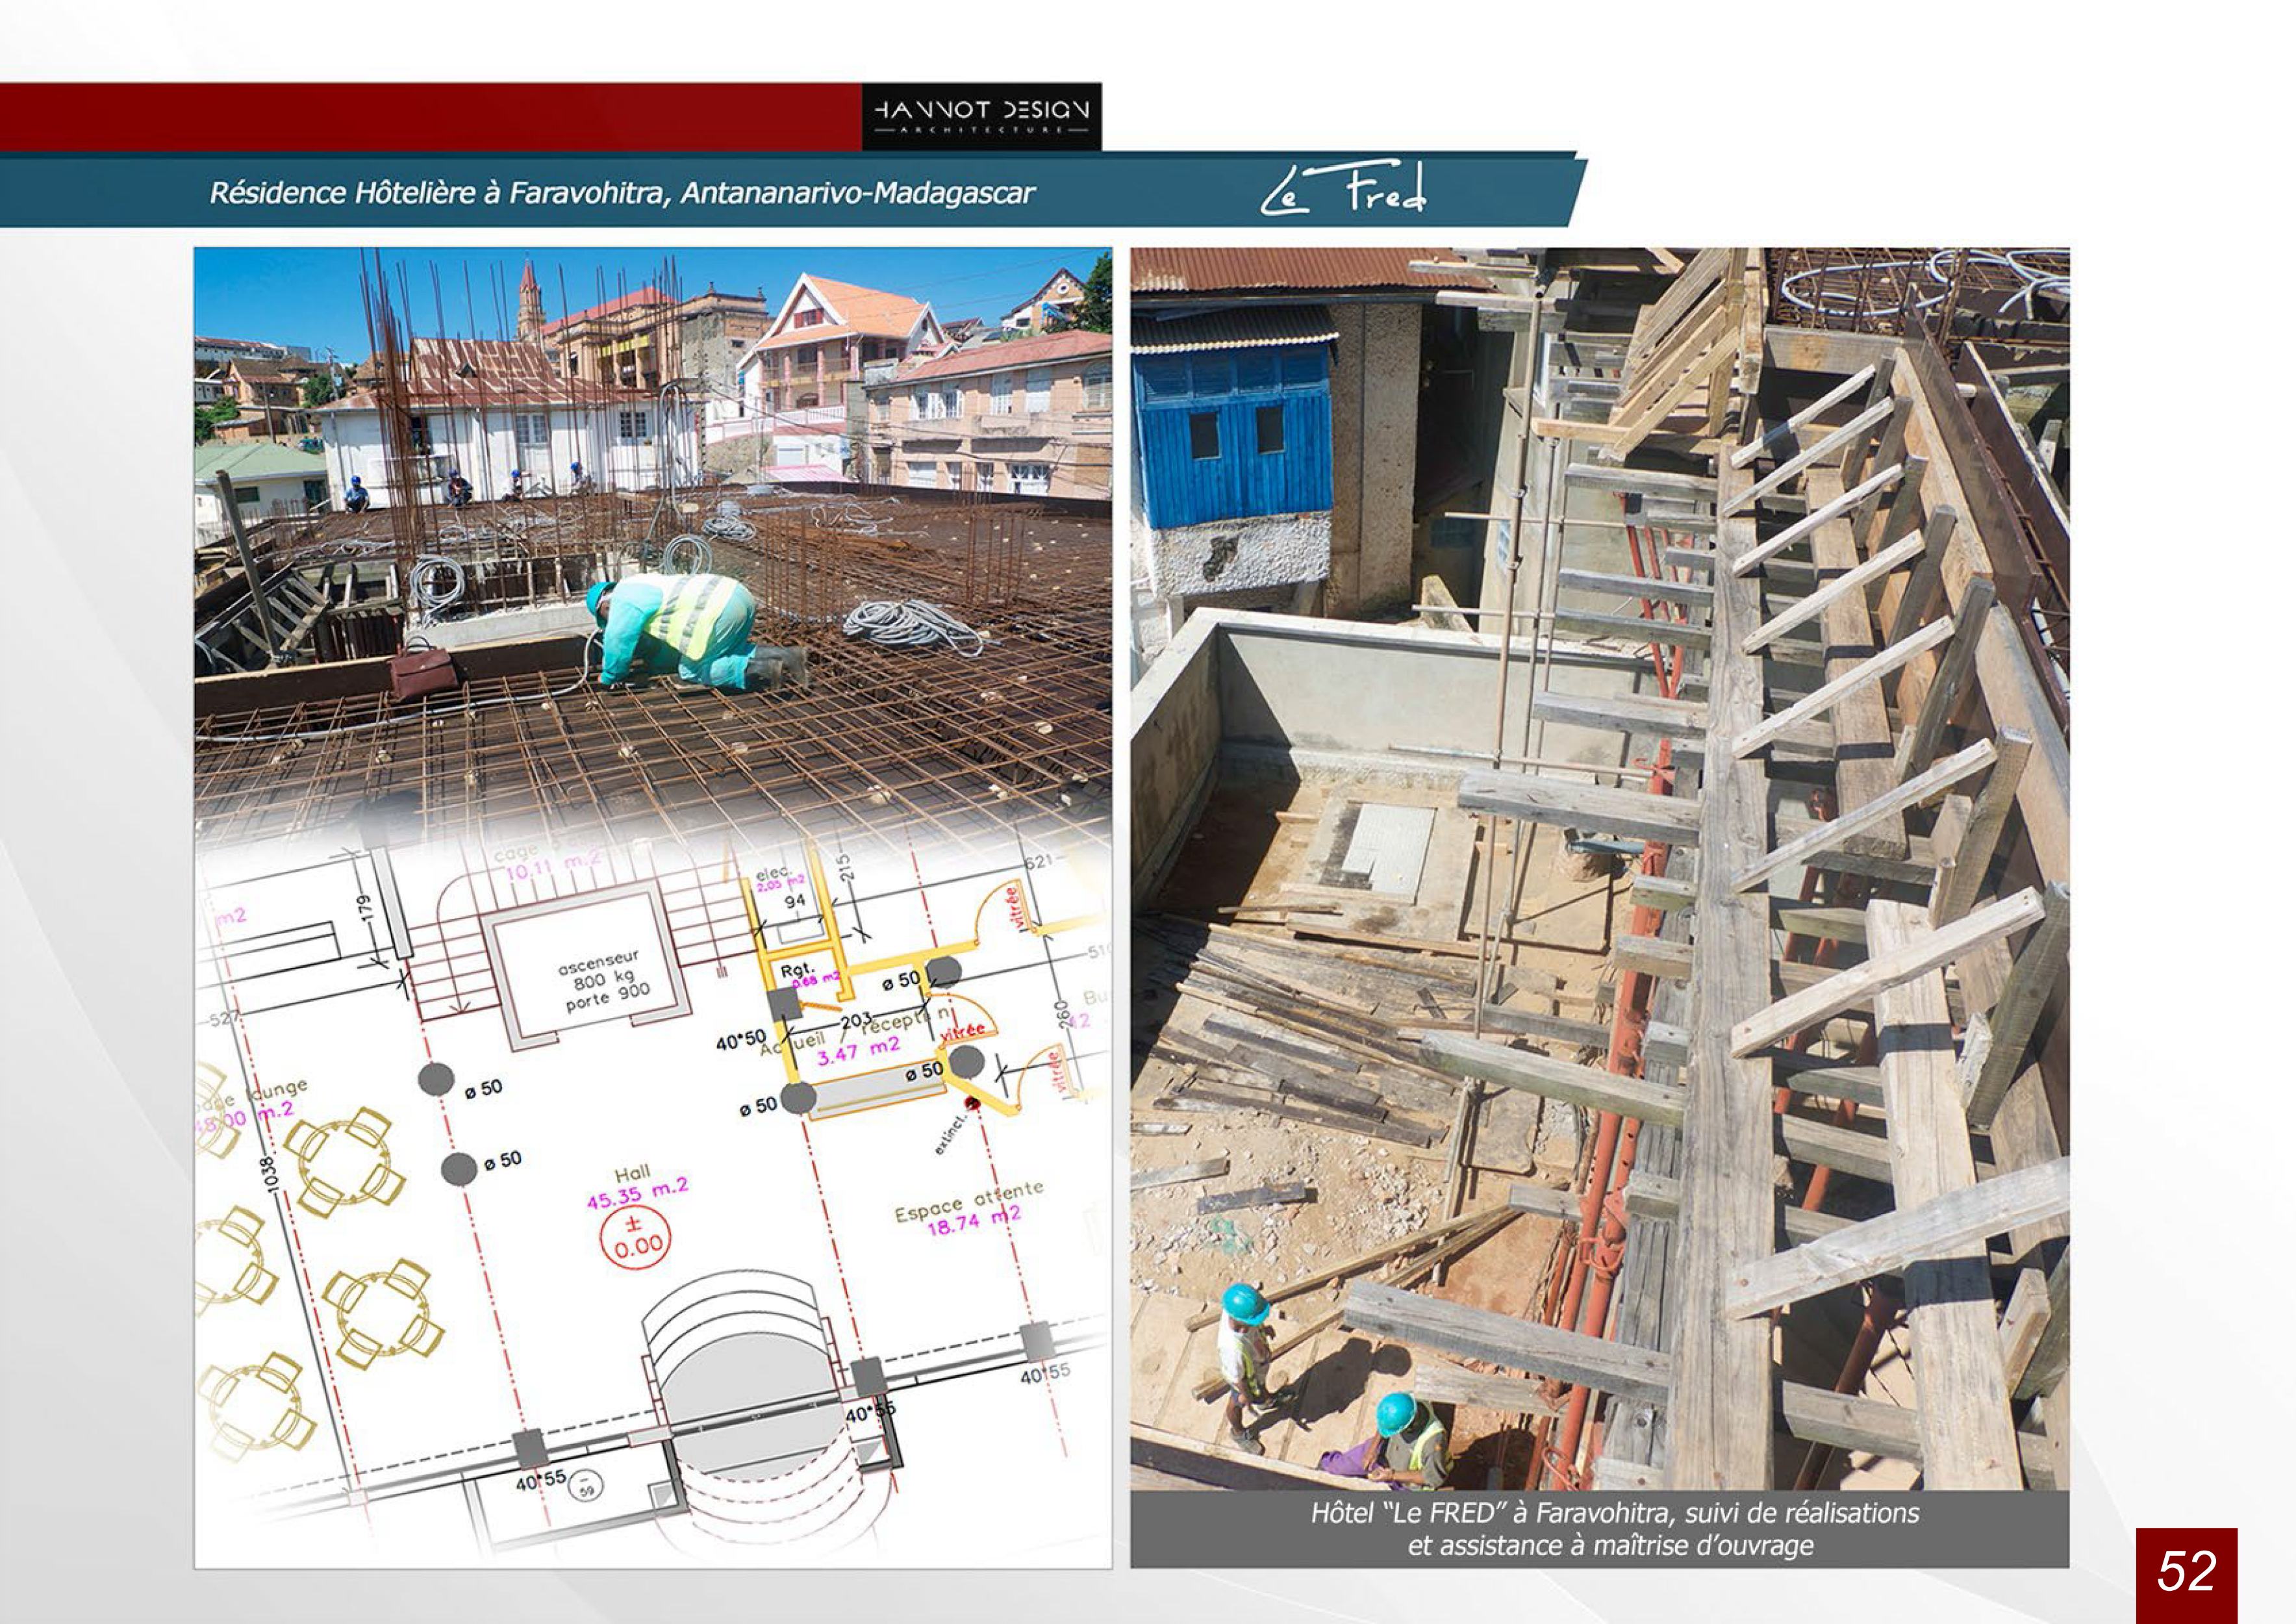 HANNOT DESIGN
ARCHITECTURE
Résidence Hôtelière à Faravohitra, Antananarivo-Madagascar
Le Fred
cage
10.11 m.2
elec.
2.05 m2
94
215
621
179
m2
vitrée
ascenseur
800 kg
porte 900
Rgt.
0.68 m2
ø 50
510
527
203
260
40*50
Accueil / récepti n
3.47 m2
vitrée
ø 50
vitrée
ø 50
ø 50
lounge
48.00 m.2
extinct.
ø 50
1038
Hall
45.35 m.2
±
0.00
Espace attente
18.74 m2
40*55
40*55
40*55
59
Hôtel “Le FRED” à Faravohitra, suivi de réalisations
et assistance à maîtrise d’ouvrage
52